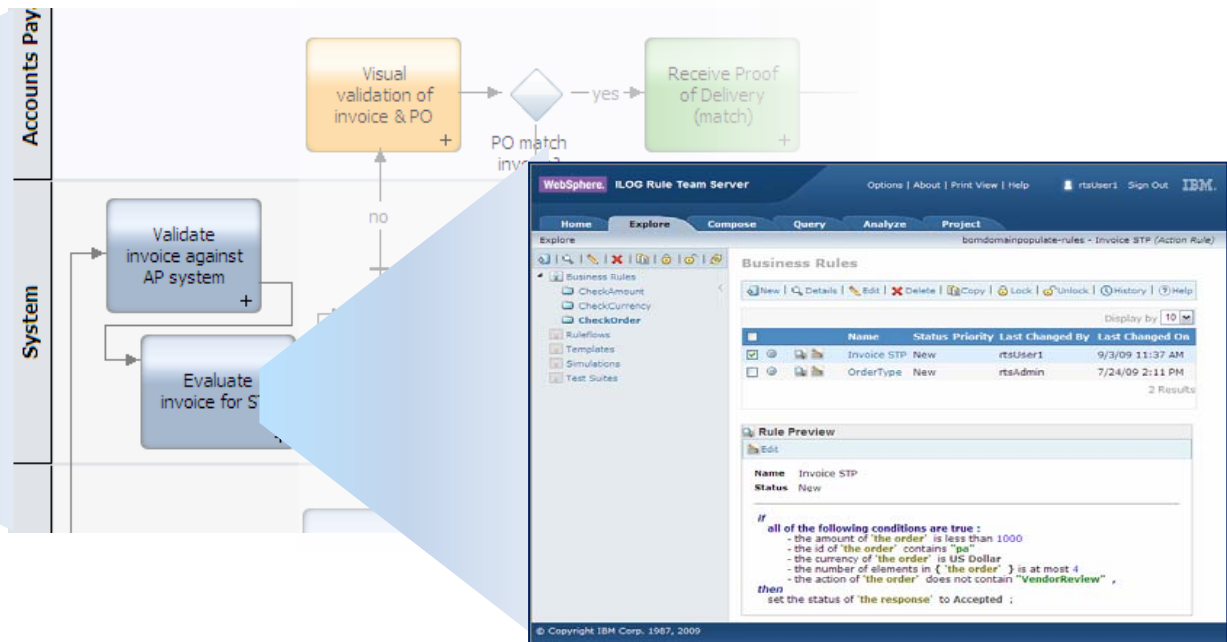 Accounts Pay
System
Visual
validation of
invoice & PO
+
PO match
yes
Receive Proof
of Delivery
(match)
+
no
Validate
invoice against
AP system
+
Evaluate
invoice for
WebSphere. ILOG Rule Team Server
Options | About | Print View | Help
rtsUser1 Sign Out IBM.
Home Explore Compose Query Analyze Project
Explore
bomdomainpopulate-rules - Invoice STP (Action Rule)
Business Rules
CheckAmount
CheckCurrency
CheckOrder
Ruleflows
Templates
Simulations
Test Suites
Business Rules
New | Details | Edit | Delete | Copy | Lock | Unlock | History | Help
Display by 10
Name Status Priority Last Changed By Last Changed On
Invoice STP New rtsUser1 9/3/09 11:37 AM
OrderType New rtsAdmin 7/24/09 2:11 PM
2 Results
Rule Preview
Edit
Name Invoice STP
Status New
if
all of the following conditions are true :
- the amount of 'the order' is less than 1000
- the id of 'the order' contains "pa"
- the currency of 'the order' is US Dollar
- the number of elements in { 'the order' } is at most 4
- the action of 'the order' does not contain "VendorReview" ,
then
set the status of 'the response' to Accepted ;
© Copyright IBM Corp. 1987, 2009